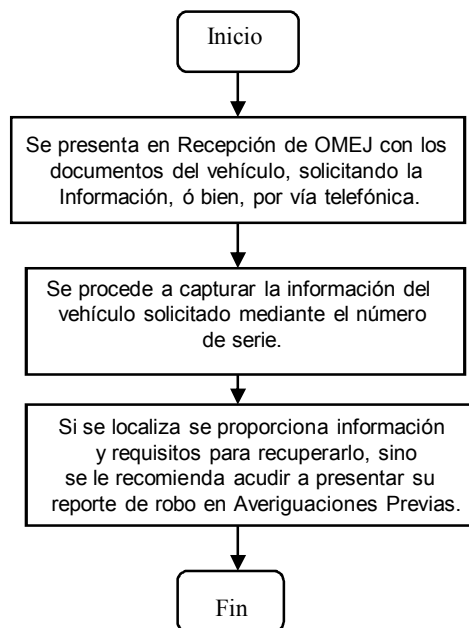 Inicio
Se presenta en Recepción de OMEJ con los
documentos del vehículo, solicitando la
Información, ó bien, por vía telefónica.
Se procede a capturar la información del
vehículo solicitado mediante el número
de serie.
Si se localiza se proporciona información
y requisitos para recuperarlo, sino
se le recomienda acudir a presentar su
reporte de robo en Averiguaciones Previas.
Fin